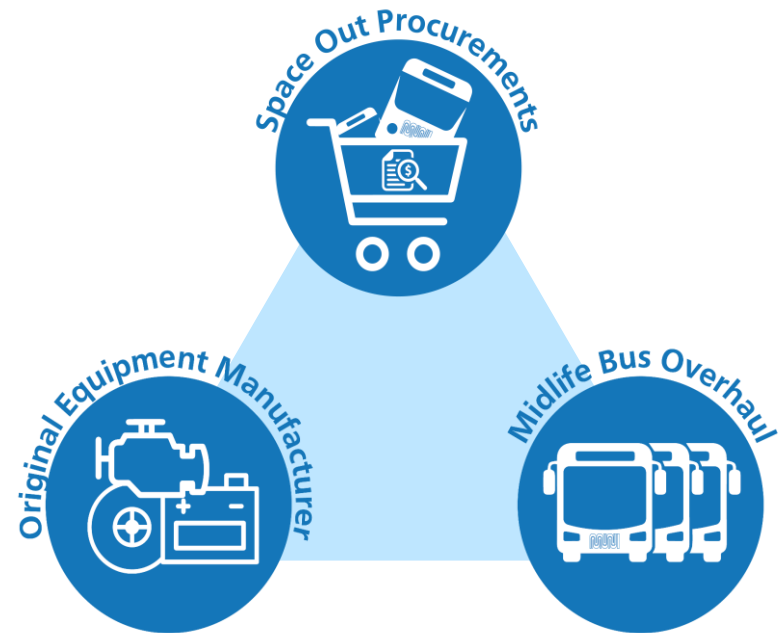 Space Out Procurements
$
Original Equipment Manufacturer
Midlife Bus Overhaul